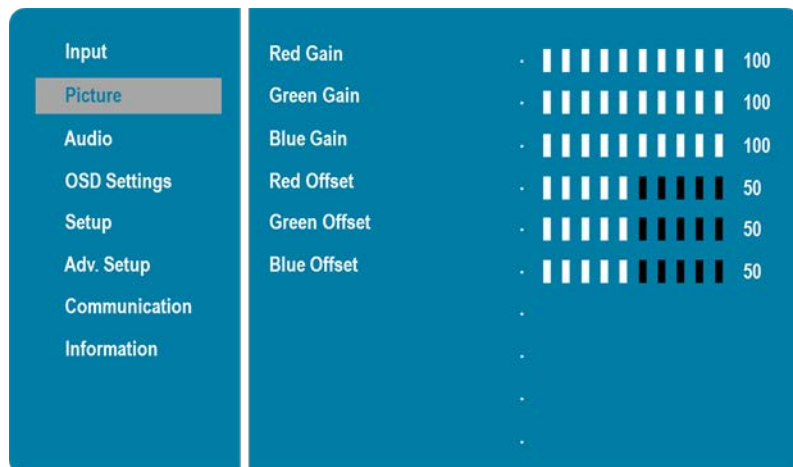 Input
Picture
Audio
OSD Settings
Setup
Adv. Setup
Communication
Information
Red Gain 100
Green Gain 100
Blue Gain 100
Red Offset 50
Green Offset 50
Blue Offset 50